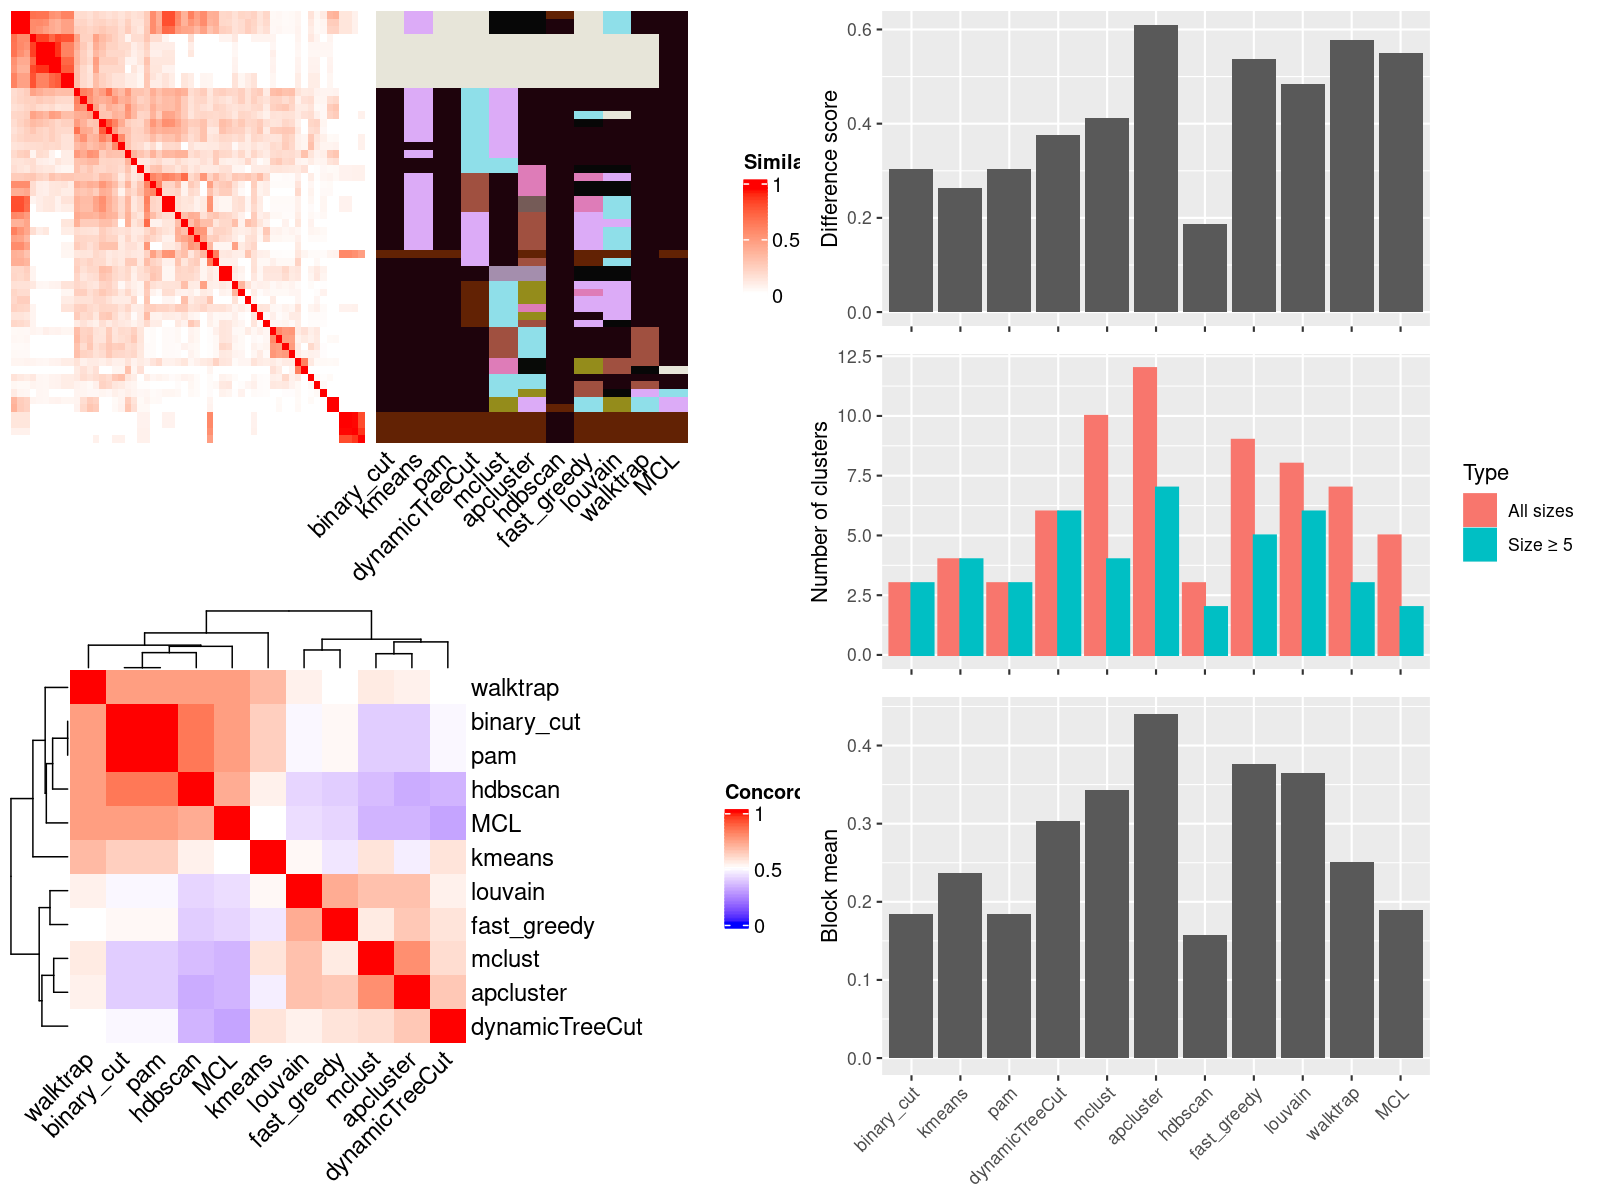 Simila
1
0.5
0
binary_cut
kmeans
pam
dynamicTreeCut
mclust
apcluster
hdbscan
fast_greedy
louvain
walktrap
MCL
walktrap
binary_cut
pam
hdbscan
MCL
kmeans
louvain
fast_greedy
mclust
apcluster
dynamicTreeCut
walktrap
binary_cut
pam
hdbscan
MCL
kmeans
louvain
fast_greedy
mclust
apcluster
dynamicTreeCut
Concord
1
0.5
0
Difference score
0.6
0.4
0.2
0.0
Number of clusters
12.5
10.0
7.5
5.0
2.5
0.0
Type
All sizes
Size ≥ 5
Block mean
0.4
0.3
0.2
0.1
0.0
binary_cut
kmeans
pam
dynamicTreeCut
mclust
apcluster
hdbscan
fast_greedy
louvain
walktrap
MCL